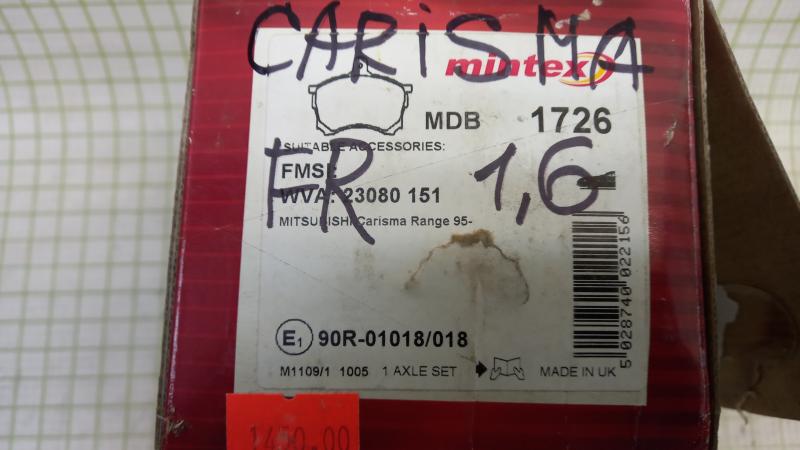 CARISMA
mintex
MDB 1726
SUITABLE ACCESSORIES:
FR 1,6
WVA: 23080 151
MITSUBISHI Carisma Range 95-
5 028740 022156
E1 90R-01018/018
M1109/1 1005 1 AXLE SET MADE IN UK